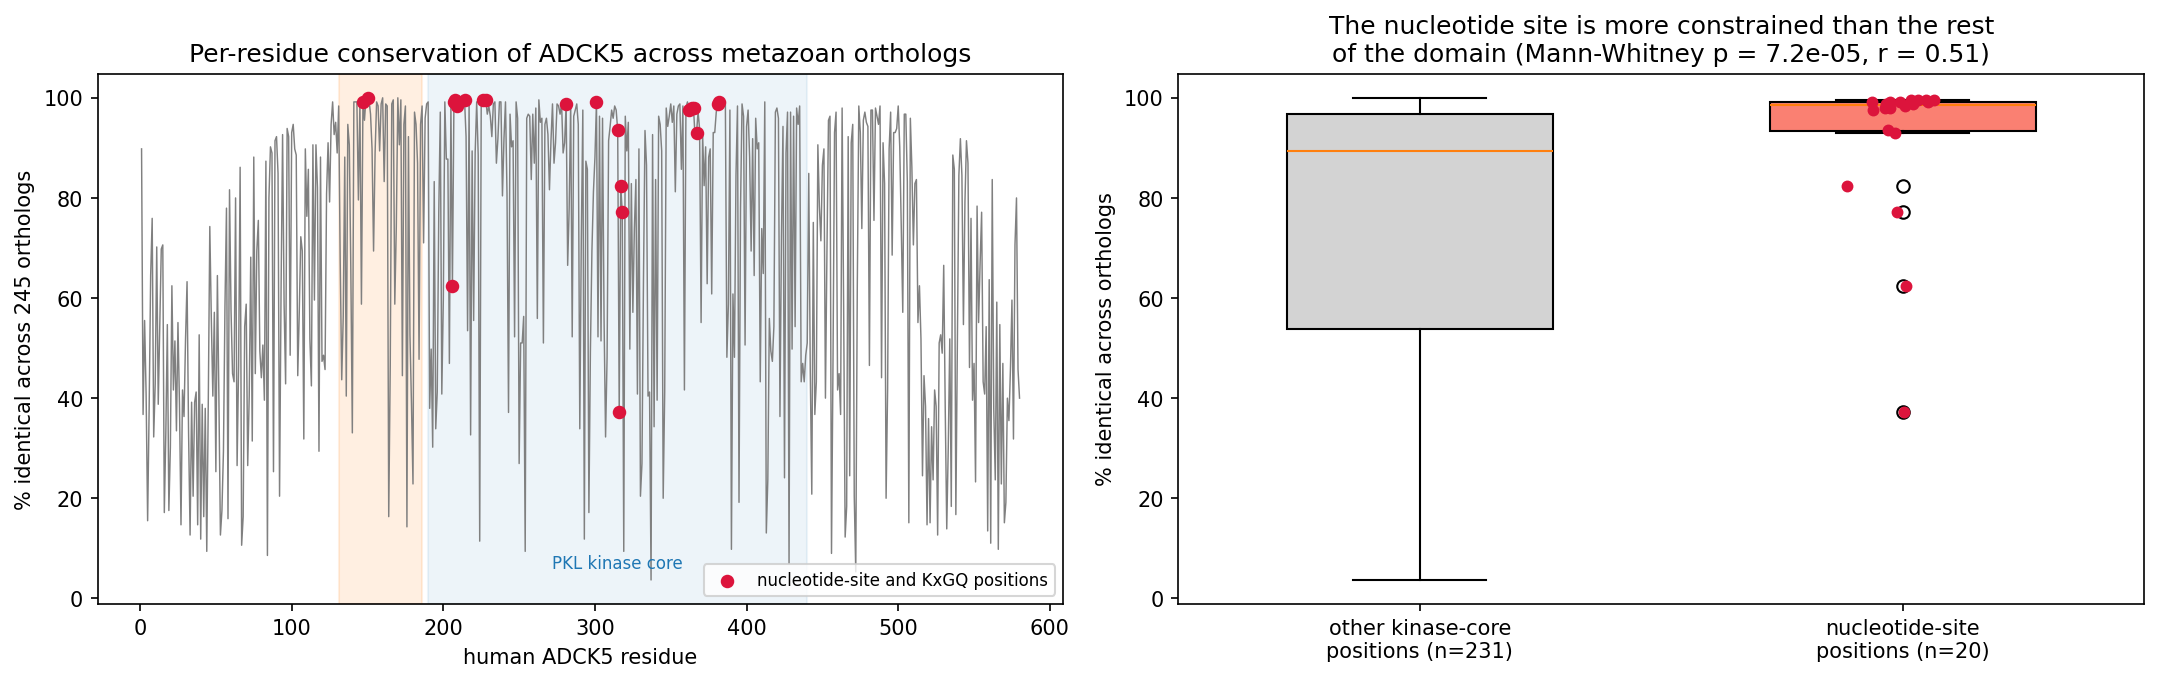 Per-residue conservation of ADCK5 across metazoan orthologs
% identical across 245 orthologs
100
80
60
40
20
0
PKL kinase core
nucleotide-site and KxGQ positions
0 100 200 300 400 500 600
human ADCK5 residue
The nucleotide site is more constrained than the rest
of the domain (Mann-Whitney p = 7.2e-05, r = 0.51)
% identical across orthologs
100
80
60
40
20
0
other kinase-core
positions (n=231)
nucleotide-site
positions (n=20)